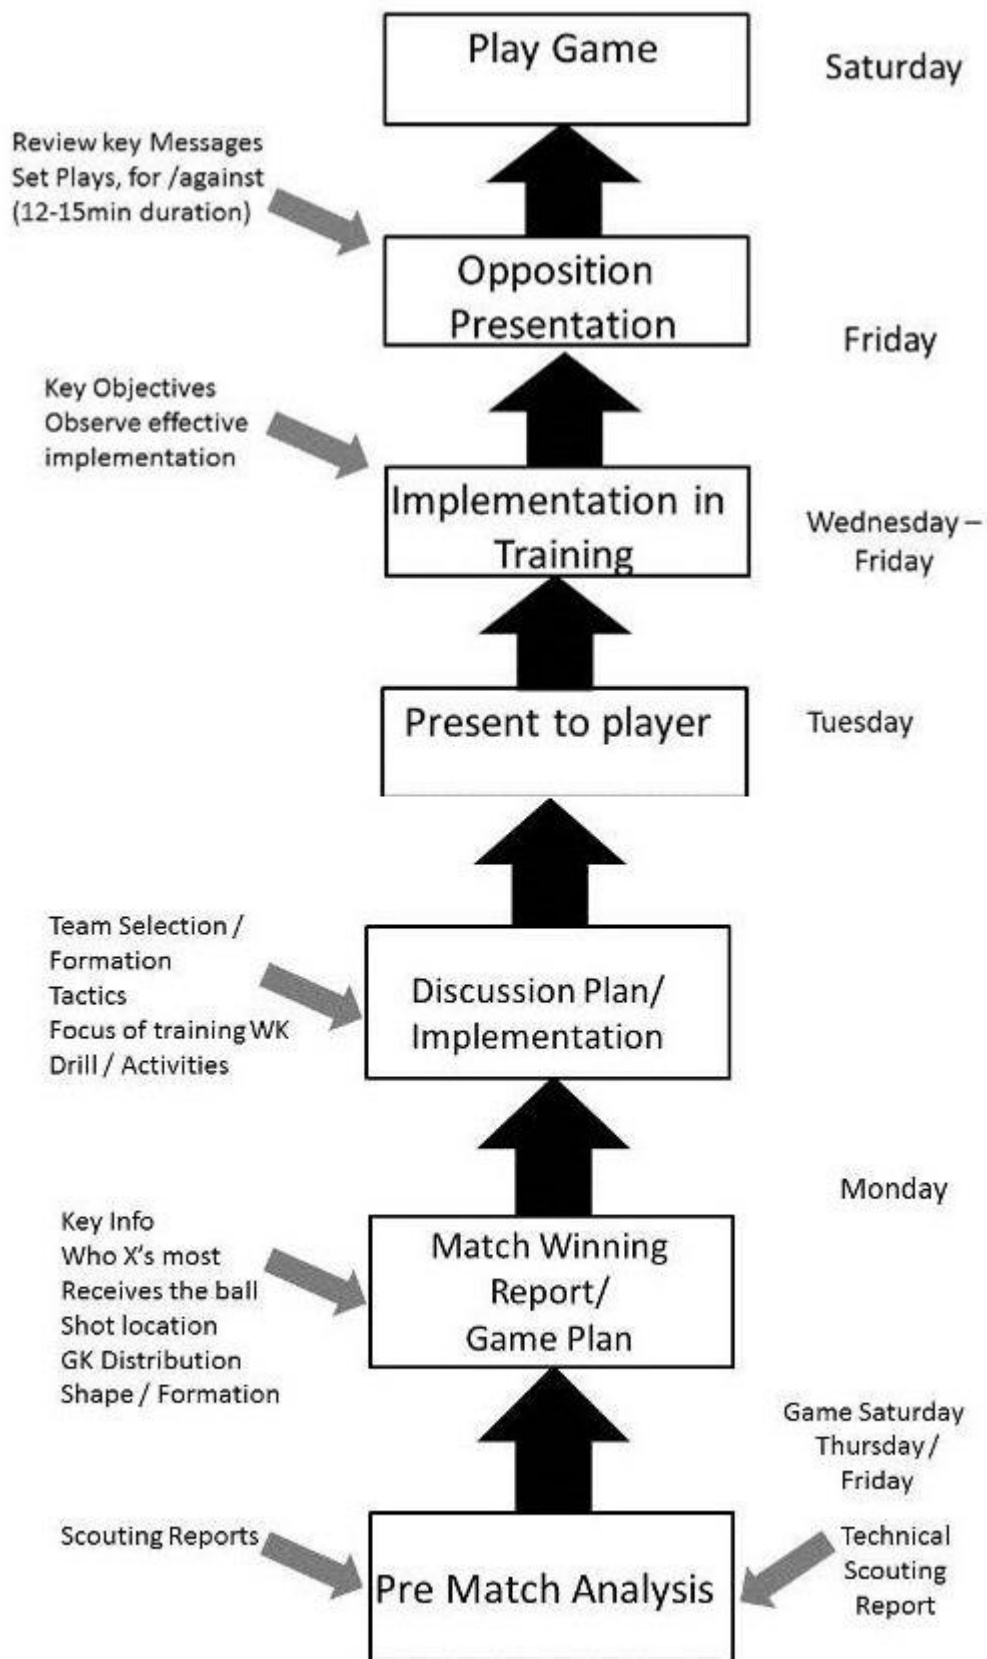 Play Game
Saturday
Review key Messages
Set Plays, for /against
(12-15min duration)
Opposition
Presentation
Friday
Key Objectives
Observe effective
implementation
Implementation in
Training
Wednesday –
Friday
Present to player
Tuesday
Team Selection /
Formation
Tactics
Focus of training WK
Drill / Activities
Discussion Plan/
Implementation
Monday
Key Info
Who X's most
Receives the ball
Shot location
GK Distribution
Shape / Formation
Match Winning
Report/
Game Plan
Game Saturday
Thursday /
Friday
Scouting Reports
Pre Match Analysis
Technical
Scouting
Report